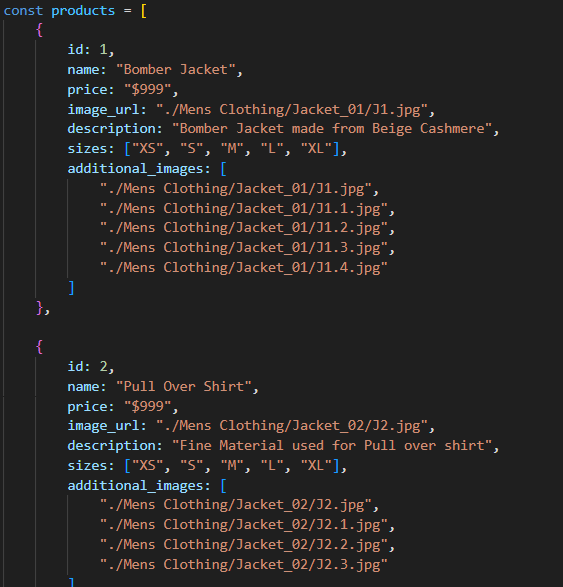 const products = [
{
id: 1,
name: "Bomber Jacket",
price: "$999",
image_url: "./Mens Clothing/Jacket_01/J1.jpg",
description: "Bomber Jacket made from Beige Cashmere",
sizes: ["XS", "S", "M", "L", "XL"],
additional_images: [
"./Mens Clothing/Jacket_01/J1.jpg",
"./Mens Clothing/Jacket_01/J1.1.jpg",
"./Mens Clothing/Jacket_01/J1.2.jpg",
"./Mens Clothing/Jacket_01/J1.3.jpg",
"./Mens Clothing/Jacket_01/J1.4.jpg"
]
},
{
id: 2,
name: "Pull Over Shirt",
price: "$999",
image_url: "./Mens Clothing/Jacket_02/J2.jpg",
description: "Fine Material used for Pull over shirt",
sizes: ["XS", "S", "M", "L", "XL"],
additional_images: [
"./Mens Clothing/Jacket_02/J2.jpg",
"./Mens Clothing/Jacket_02/J2.1.jpg",
"./Mens Clothing/Jacket_02/J2.2.jpg",
"./Mens Clothing/Jacket_02/J2.3.jpg"
]